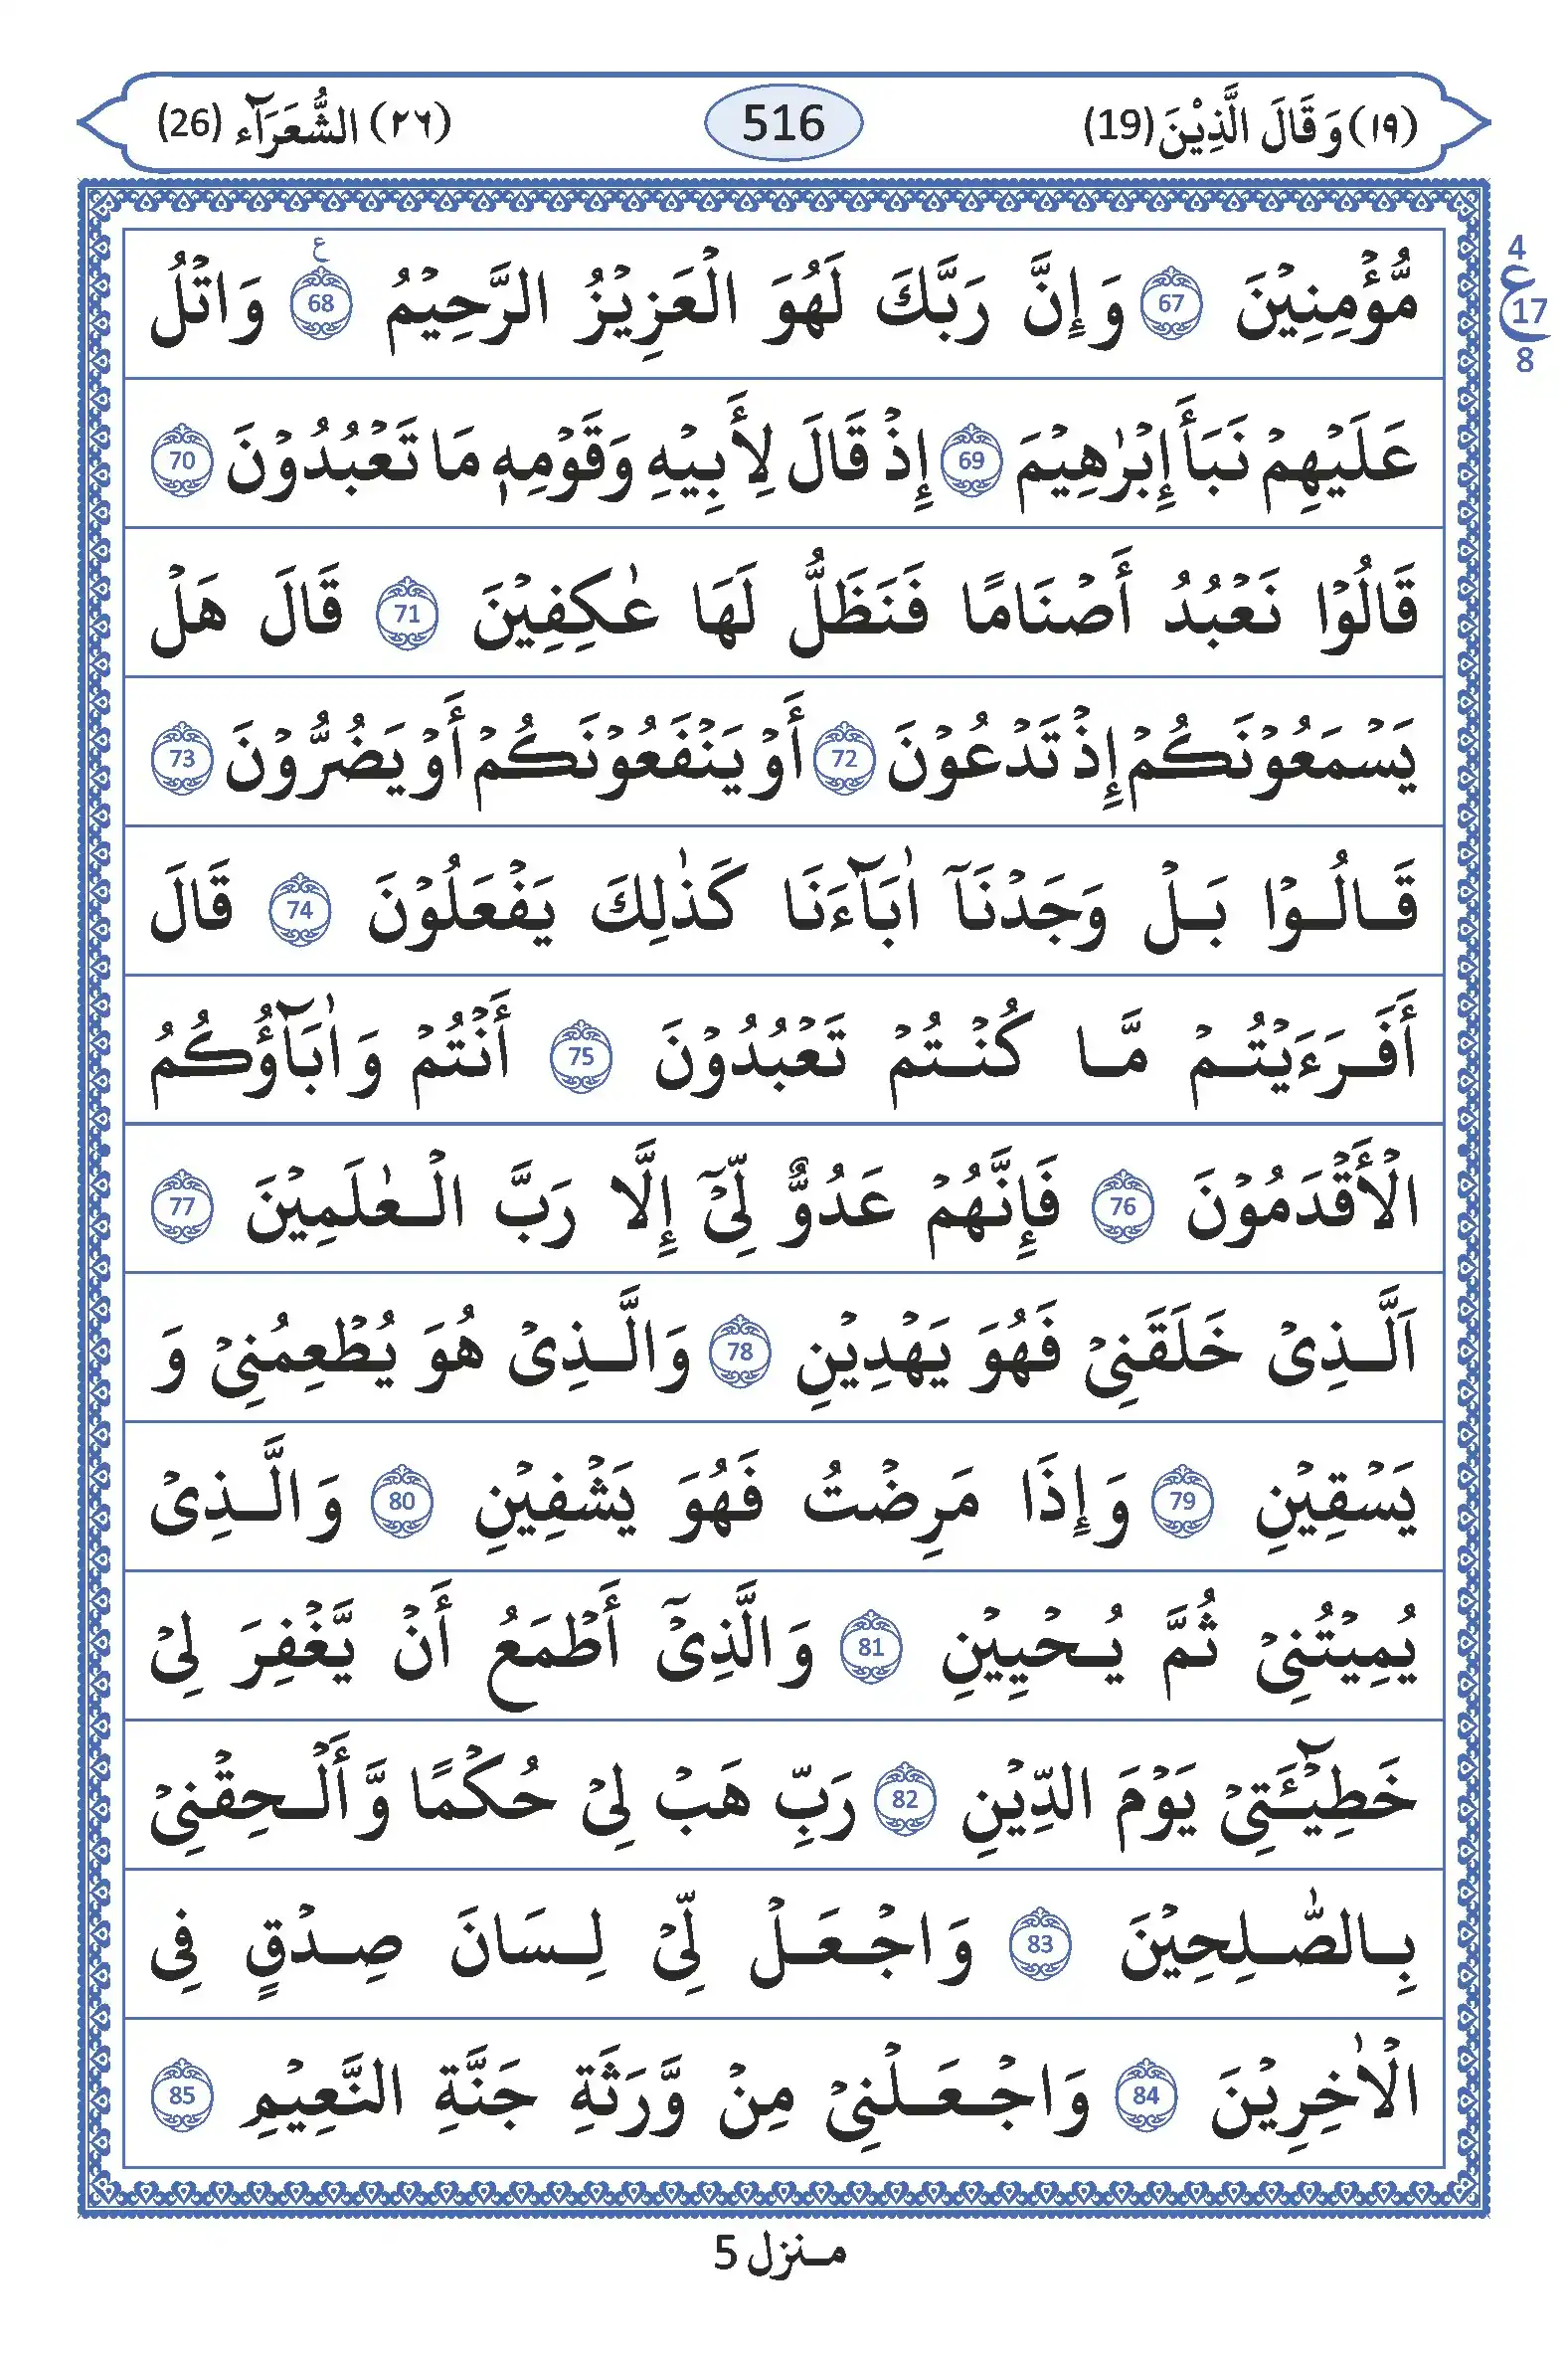 (١٩) وَقَالَ الَّذِيْنَ (19) 516 (٢٦) الشُّعَرَآء (26)
مُّؤْمِنِيْنَ 67 وَإِنَّ رَبَّكَ لَهُوَ الْعَزِيْزُ الرَّحِيْمُ 68 ع وَاتْلُ
4
ع 17
8
عَلَيْهِمْ نَبَأَ إِبْرٰهِيْمَ 69 إِذْ قَالَ لِأَبِيْهِ وَقَوْمِهٖ مَا تَعْبُدُوْنَ 70
قَالُوْا نَعْبُدُ أَصْنَامًا فَنَظَلُّ لَهَا عٰكِفِيْنَ 71 قَالَ هَلْ
يَسْمَعُوْنَكُمْ إِذْ تَدْعُوْنَ 72 أَوْ يَنْفَعُوْنَكُمْ أَوْ يَضُرُّوْنَ 73
قَالُوْا بَلْ وَجَدْنَآ اٰبَآءَنَا كَذٰلِكَ يَفْعَلُوْنَ 74 قَالَ
أَفَرَءَيْتُمْ مَّا كُنْتُمْ تَعْبُدُوْنَ 75 أَنْتُمْ وَاٰبَآؤُكُمُ
الْأَقْدَمُوْنَ 76 فَإِنَّهُمْ عَدُوٌّ لِّيْٓ إِلَّا رَبَّ الْعٰلَمِيْنَ 77
اَلَّذِيْ خَلَقَنِيْ فَهُوَ يَهْدِيْنِ 78 وَالَّذِيْ هُوَ يُطْعِمُنِيْ وَ
يَسْقِيْنِ 79 وَإِذَا مَرِضْتُ فَهُوَ يَشْفِيْنِ 80 وَالَّذِيْ
يُمِيْتُنِيْ ثُمَّ يُحْيِيْنِ 81 وَالَّذِيْٓ أَطْمَعُ أَنْ يَّغْفِرَ لِيْ
خَطِيْٓـَٔتِيْ يَوْمَ الدِّيْنِ 82 رَبِّ هَبْ لِيْ حُكْمًا وَّأَلْحِقْنِيْ
بِالصّٰلِحِيْنَ 83 وَاجْعَلْ لِّيْ لِسَانَ صِدْقٍ فِي
الْاٰخِرِيْنَ 84 وَاجْعَلْنِيْ مِنْ وَّرَثَةِ جَنَّةِ النَّعِيْمِ 85
منزل 5